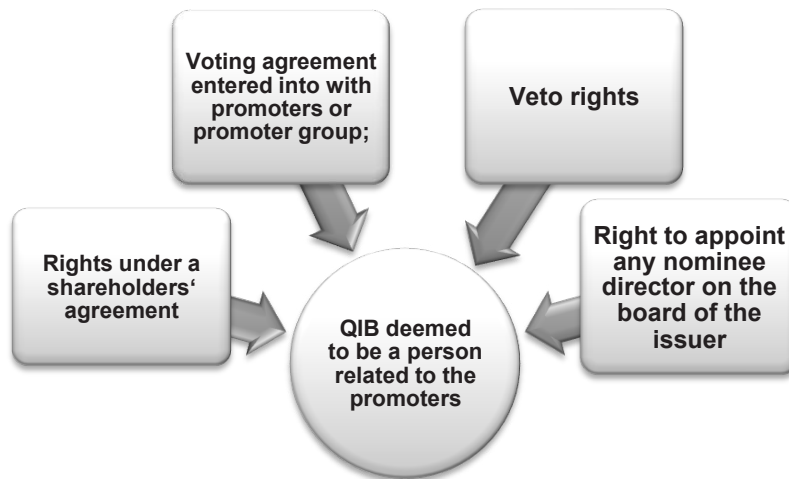 Voting agreement
entered into with
promoters or
promoter group;
Veto rights
Rights under a
shareholders‘
agreement
Right to appoint
any nominee
director on the
board of the
issuer
QIB deemed
to be a person
related to the
promoters